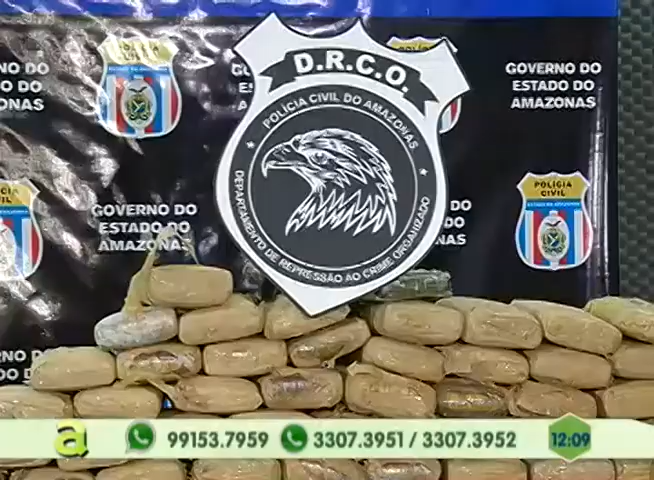 D.R.C.O.
POLÍCIA CIVIL DO AMAZONAS
DEPARTAMENTO DE REPRESSÃO AO CRIME ORGANIZADO
GOVERNO DO
ESTADO DO
AMAZONAS
POLÍCIA
CIVIL
GOVERNO DO
ESTADO DO
AMAZONAS
a
99153.7959
3307.3951 / 3307.3952
12:09